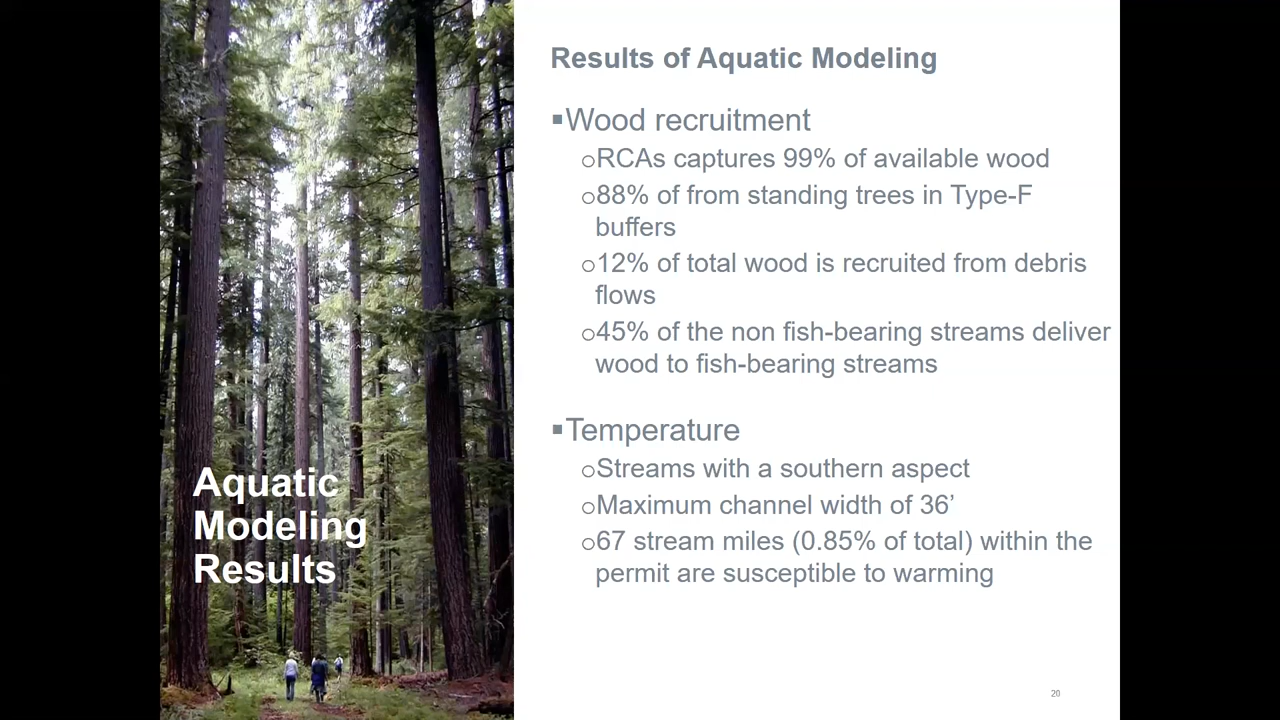 Aquatic
Modeling
Results
Results of Aquatic Modeling
▪Wood recruitment
oRCAs captures 99% of available wood
o88% of from standing trees in Type-F
buffers
o12% of total wood is recruited from debris
flows
o45% of the non fish-bearing streams deliver
wood to fish-bearing streams
▪Temperature
oStreams with a southern aspect
oMaximum channel width of 36’
o67 stream miles (0.85% of total) within the
permit are susceptible to warming
20